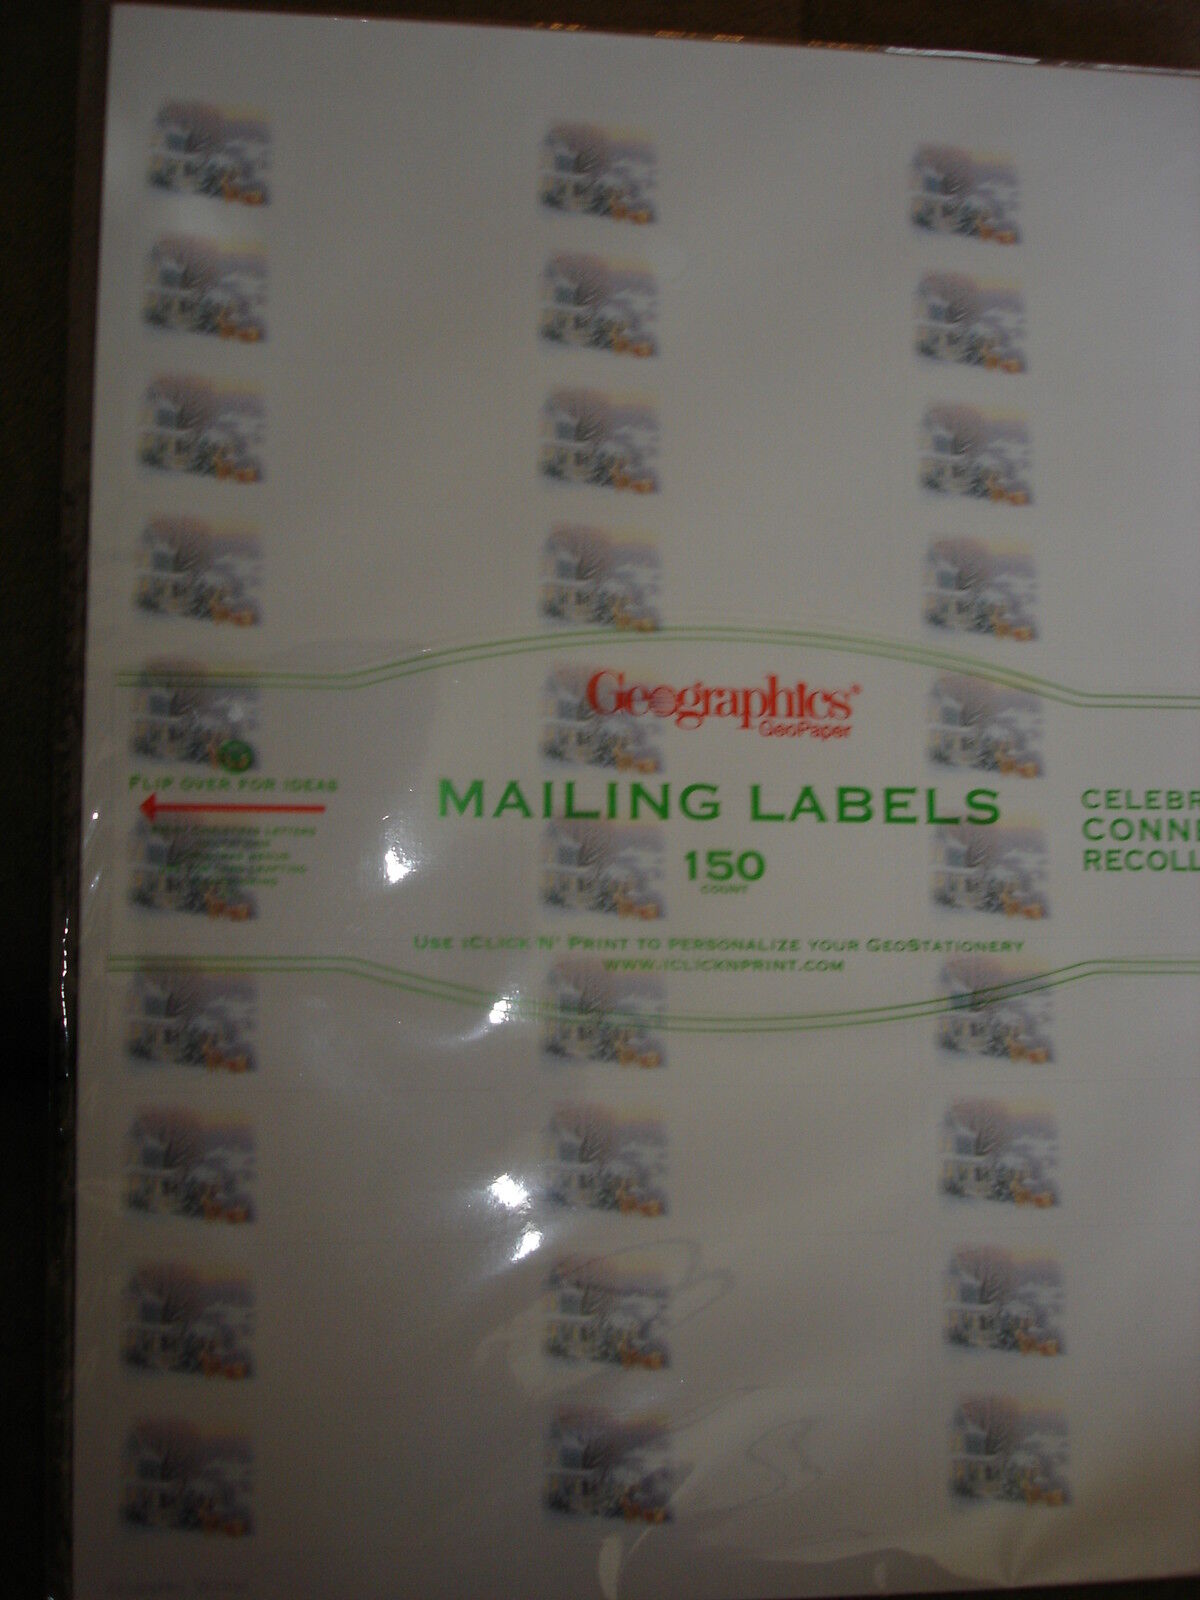 Geographics®
GeoPaper
FLIP OVER FOR IDEAS
MAILING LABELS
150
COUNT
USE ICLICK'N' PRINT TO PERSONALIZE YOUR GEOSTATIONERY
WWW.ICLICKNPRINT.COM
CELEBR
CONNE
RECOLL